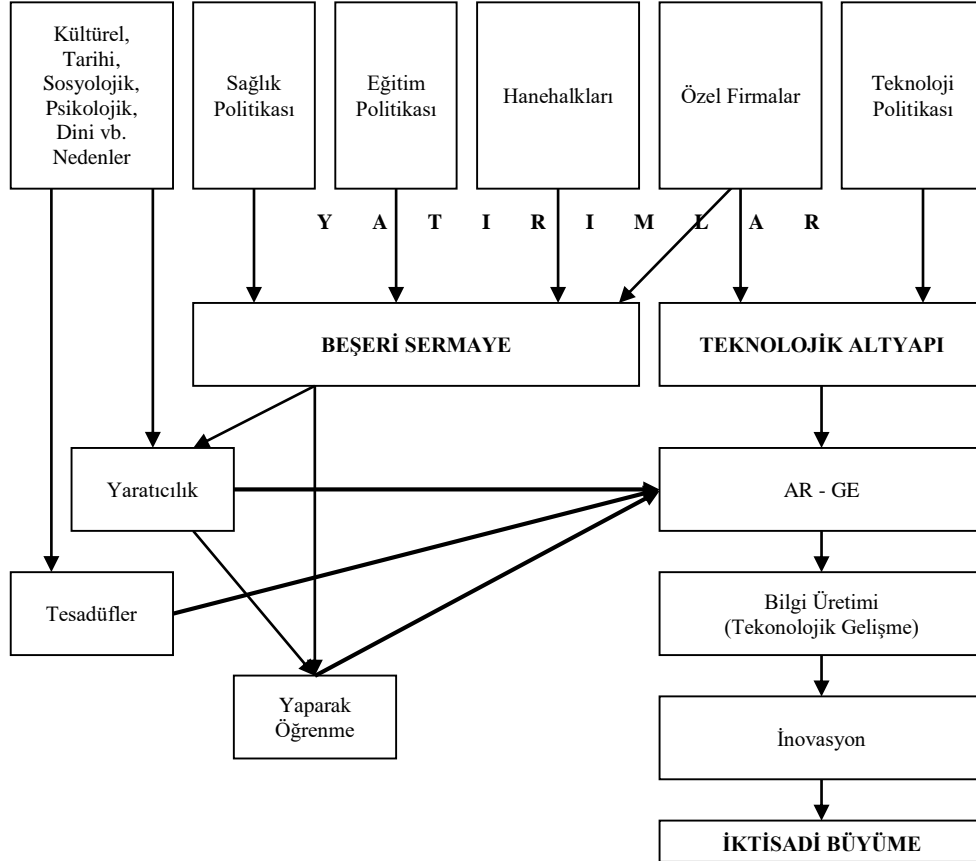 Kültürel,
Tarihi,
Sosyolojik,
Psikolojik,
Dini vb.
Nedenler
Sağlık
Politikası
Eğitim
Politikası
Hanehalkları
Özel Firmalar
Teknoloji
Politikası
Y A T I R I M L A R
BEŞERİ SERMAYE
TEKNOLOJİK ALTYAPI
Yaratıcılık
AR - GE
Tesadüfler
Bilgi Üretimi
(Tekonolojik Gelişme)
Yaparak
Öğrenme
İnovasyon
İKTİSADİ BÜYÜME